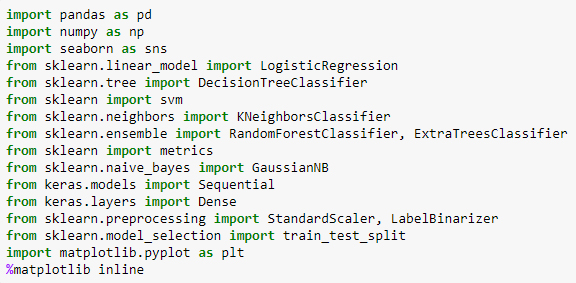 import pandas as pd
import numpy as np
import seaborn as sns
from sklearn.linear_model import LogisticRegression
from sklearn.tree import DecisionTreeClassifier
from sklearn import svm
from sklearn.neighbors import KNeighborsClassifier
from sklearn.ensemble import RandomForestClassifier, ExtraTreesClassifier
from sklearn import metrics
from sklearn.naive_bayes import GaussianNB
from keras.models import Sequential
from keras.layers import Dense
from sklearn.preprocessing import StandardScaler, LabelBinarizer
from sklearn.model_selection import train_test_split
import matplotlib.pyplot as plt
%matplotlib inline